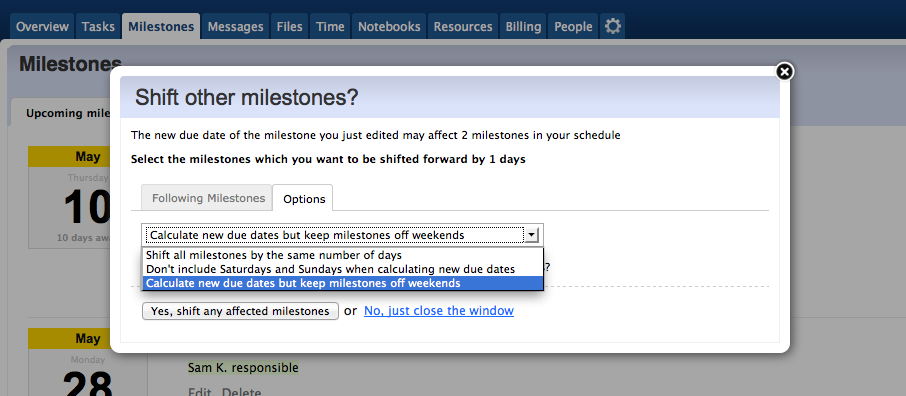 Overview Tasks Milestones Messages Files Time Notebooks Resources Billing People
Milestones
Upcoming mile
Shift other milestones?
The new due date of the milestone you just edited may affect 2 milestones in your schedule
Select the milestones which you want to be shifted forward by 1 days
Following Milestones Options
Calculate new due dates but keep milestones off weekends
Shift all milestones by the same number of days
Don't include Saturdays and Sundays when calculating new due dates
Calculate new due dates but keep milestones off weekends
?
Yes, shift any affected milestones or No, just close the window
May
Thursday
10
10 days awa
May
Monday
28
Sam K. responsible
Edit Delete